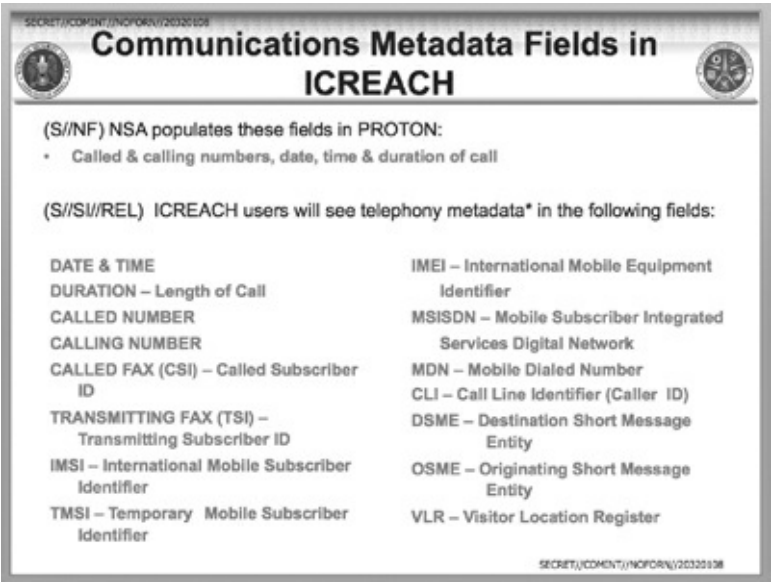 SECRET//COMINT//NOFORN//20320108
Communications Metadata Fields in
ICREACH
(S//NF) NSA populates these fields in PROTON:
• Called & calling numbers, date, time & duration of call
(S//SI//REL) ICREACH users will see telephony metadata* in the following fields:
DATE & TIME
DURATION – Length of Call
CALLED NUMBER
CALLING NUMBER
CALLED FAX (CSI) – Called Subscriber
ID
TRANSMITTING FAX (TSI) –
Transmitting Subscriber ID
IMSI – International Mobile Subscriber
Identifier
TMSI – Temporary Mobile Subscriber
Identifier
IMEI – International Mobile Equipment
Identifier
MSISDN – Mobile Subscriber Integrated
Services Digital Network
MDN – Mobile Dialed Number
CLI – Call Line Identifier (Caller ID)
DSME – Destination Short Message
Entity
OSME – Originating Short Message
Entity
VLR – Visitor Location Register
SECRET//COMINT//NOFORN//20320108